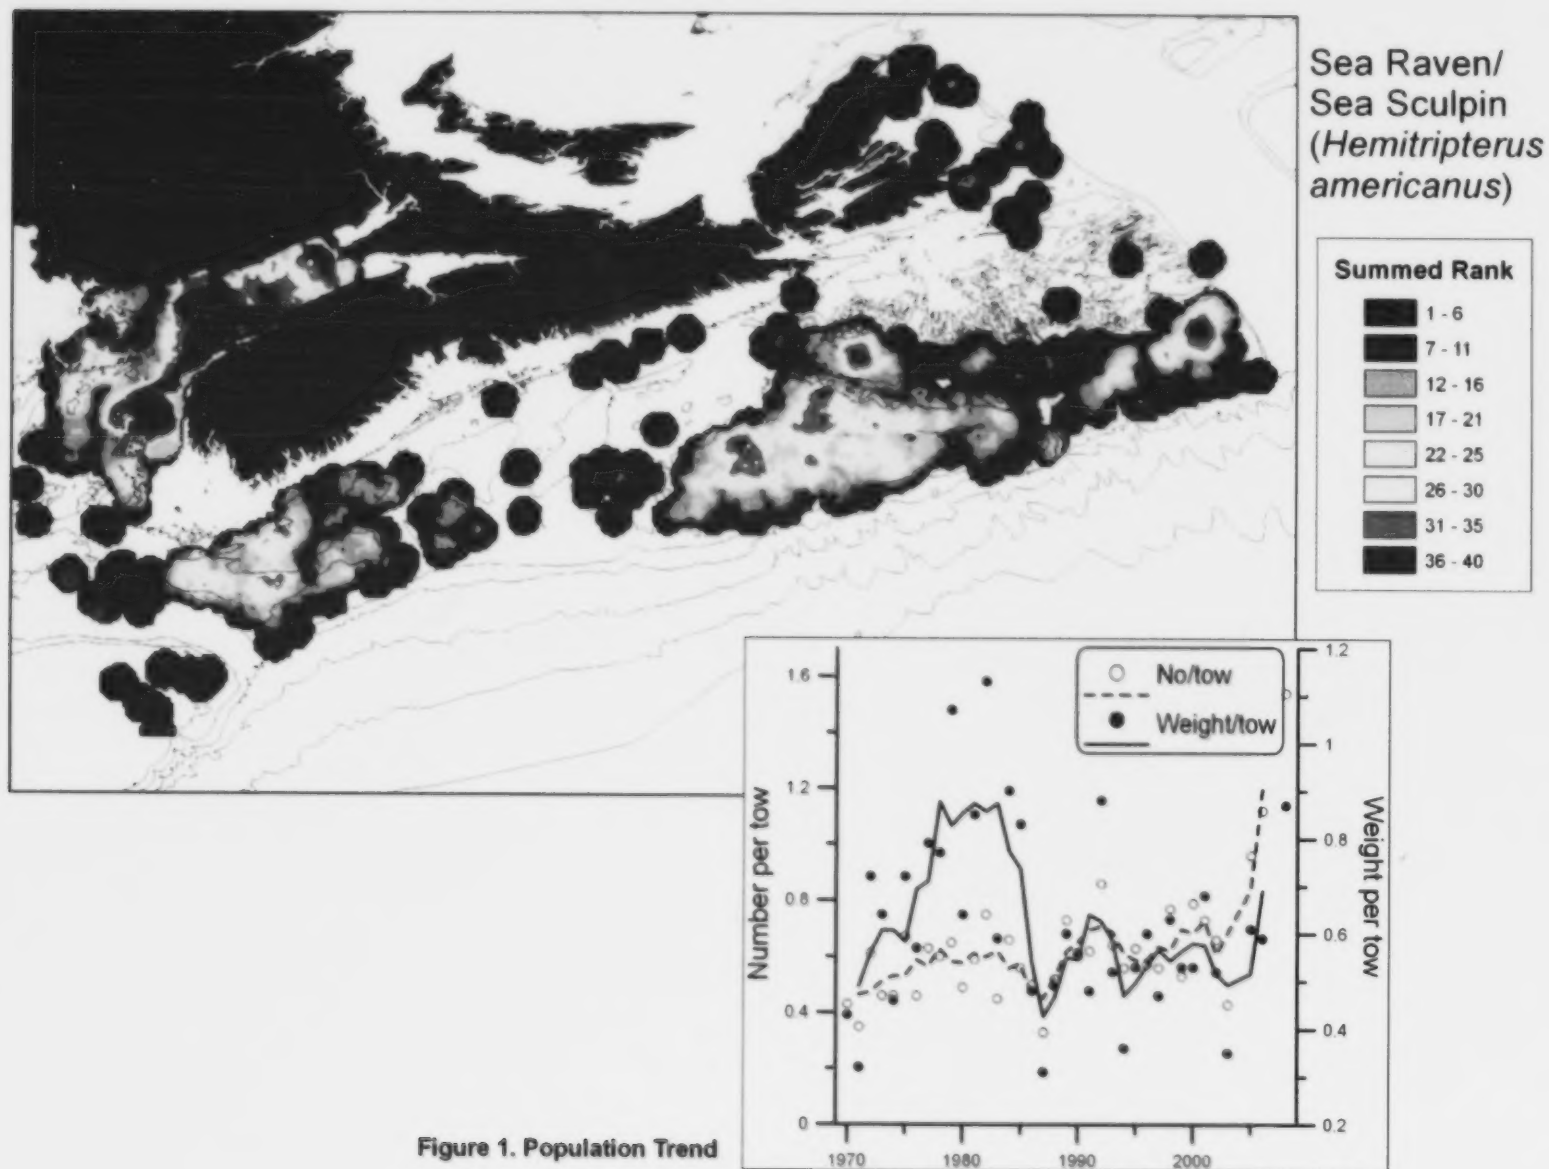 Sea Raven/
Sea Sculpin
(Hemitripterus
americanus)
Summed Rank
1 - 6
7 - 11
12 - 16
17 - 21
22 - 25
26 - 30
31 - 35
36 - 40
No/tow
Weight/tow
1.6
1.2
0.8
0.4
0
Number per tow
1.2
1
0.8
0.6
0.4
0.2
Weight per tow
1970
1980
1990
2000
Figure 1. Population Trend